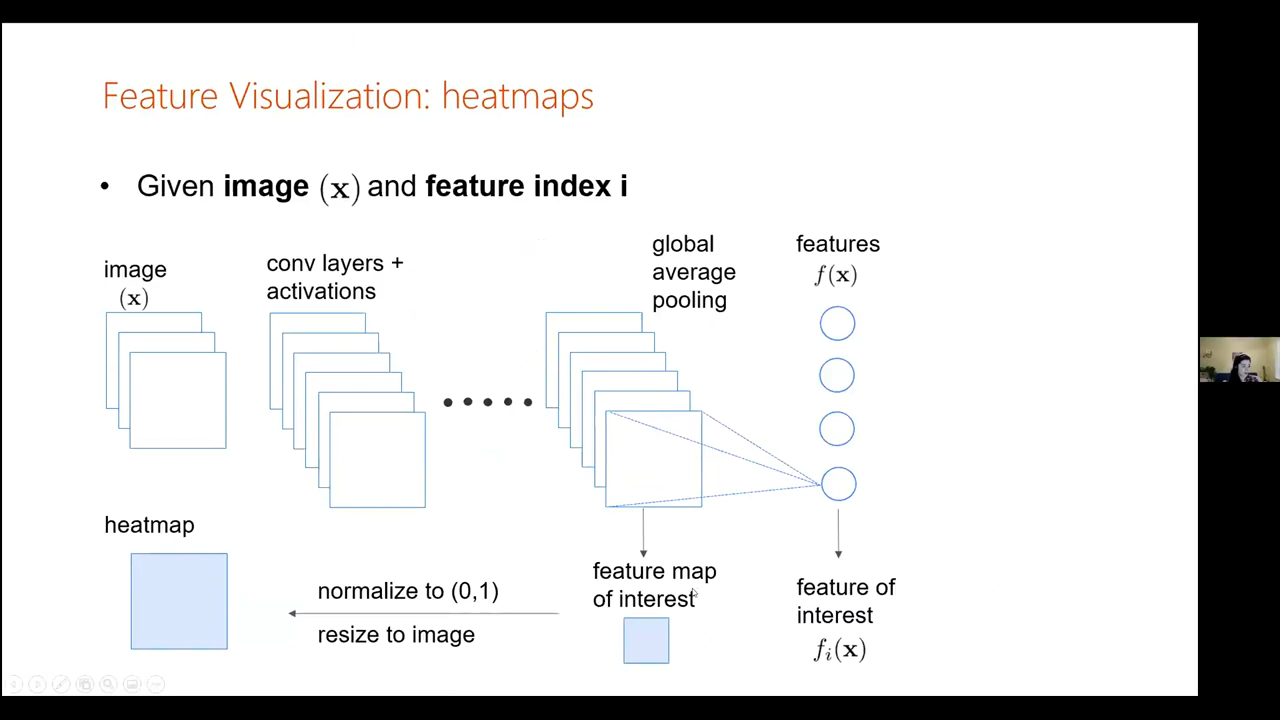 Feature Visualization: heatmaps
• Given image (x) and feature index i
image
(x)
conv layers +
activations
global
average
pooling
features
f(x)
heatmap
normalize to (0,1)
resize to image
feature map
of interest
feature of
interest
fᵢ(x)